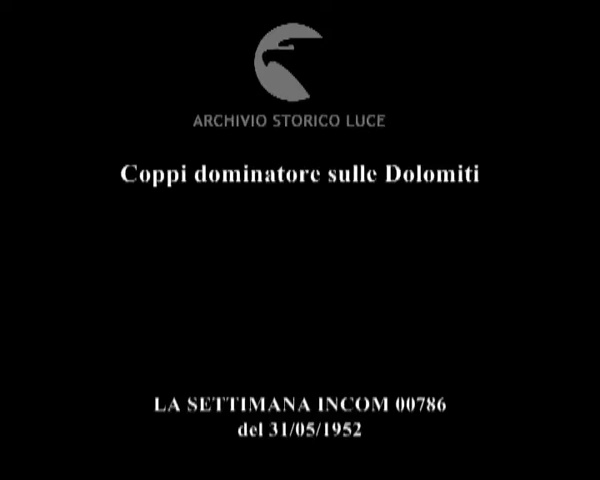 ARCHIVIO STORICO LUCE
Coppi dominatore sulle Dolomiti
LA SETTIMANA INCOM 00786
del 31/05/1952